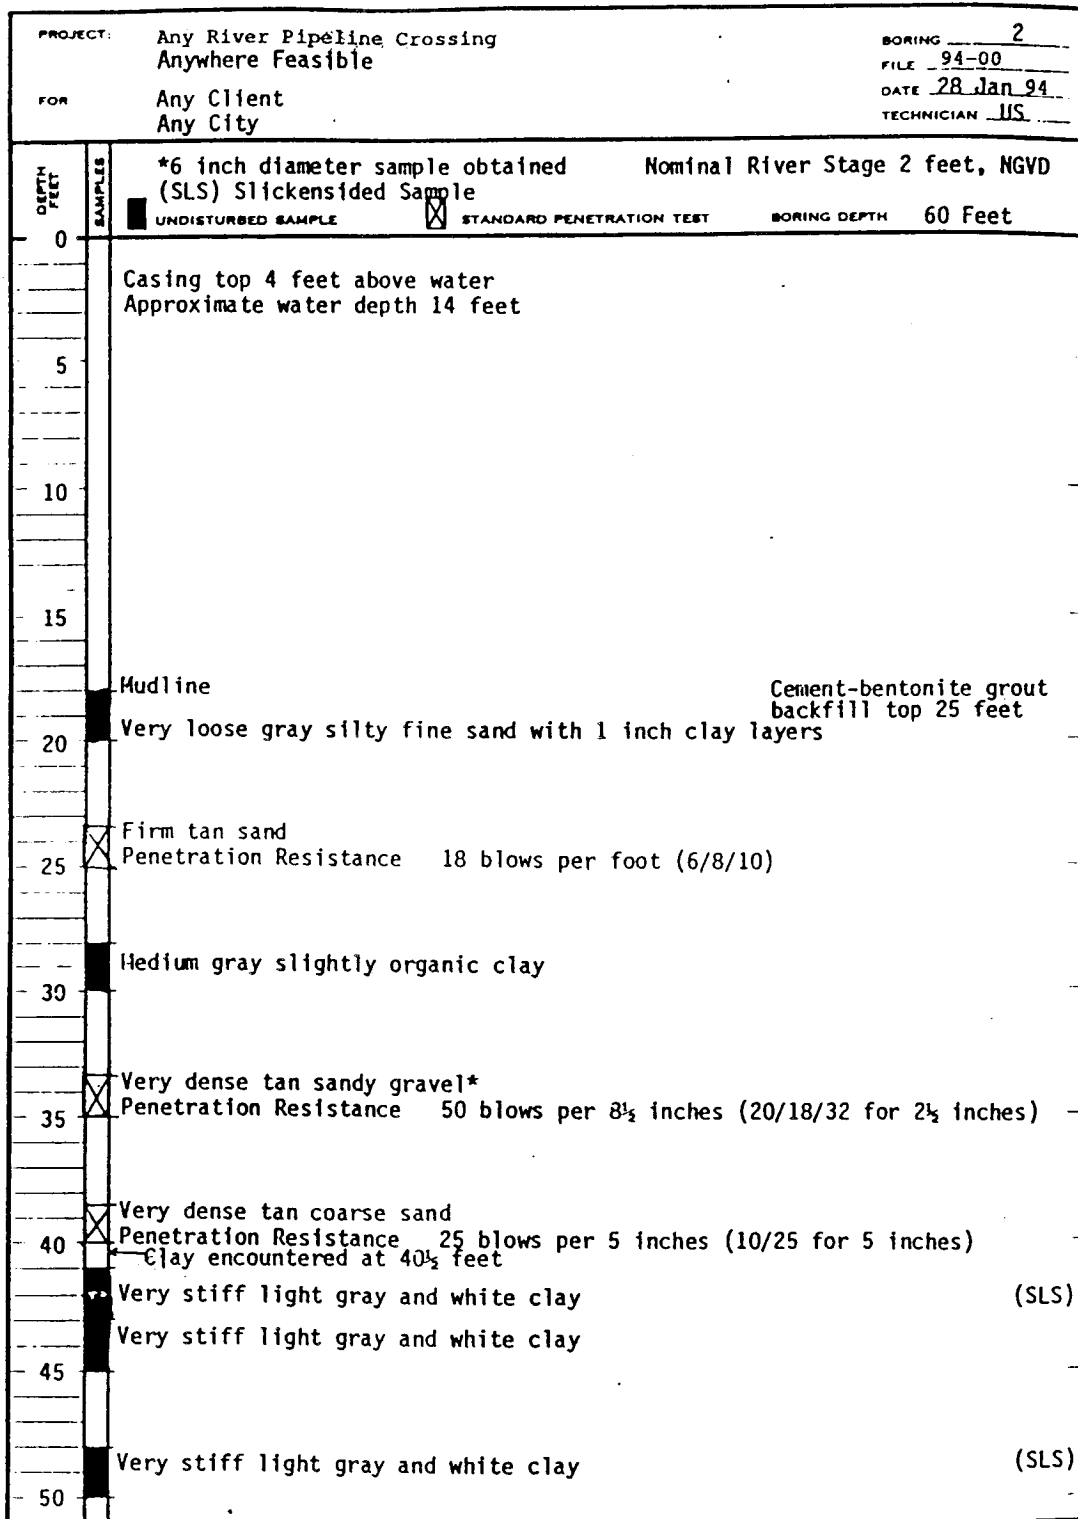 PROJECT: Any River Pipeline Crossing
Anywhere Feasible
BORING 2
FILE 94-00
FOR Any Client
Any City
DATE 28 Jan 94
TECHNICIAN US
DEPTH FEET
SAMPLES
*6 inch diameter sample obtained Nominal River Stage 2 feet, NGVD
(SLS) Slickensided Sample
UNDISTURBED SAMPLE STANDARD PENETRATION TEST BORING DEPTH 60 Feet
0
Casing top 4 feet above water
Approximate water depth 14 feet
5
10
15
Mudline Cement-bentonite grout
backfill top 25 feet
Very loose gray silty fine sand with 1 inch clay layers
20
Firm tan sand
Penetration Resistance 18 blows per foot (6/8/10)
25
Medium gray slightly organic clay
30
Very dense tan sandy gravel*
Penetration Resistance 50 blows per 8½ inches (20/18/32 for 2½ inches)
35
Very dense tan coarse sand
Penetration Resistance 25 blows per 5 inches (10/25 for 5 inches)
40
Clay encountered at 40½ feet
Very stiff light gray and white clay (SLS)
Very stiff light gray and white clay
45
Very stiff light gray and white clay (SLS)
50